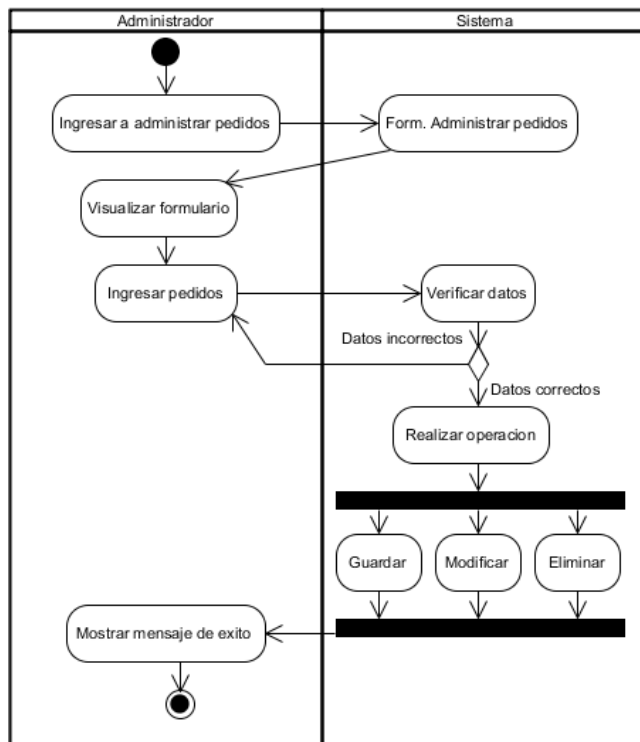 Administrador
Sistema
Ingresar a administrar pedidos
Form. Administrar pedidos
Visualizar formulario
Ingresar pedidos
Verificar datos
Datos incorrectos
Datos correctos
Realizar operacion
Guardar
Modificar
Eliminar
Mostrar mensaje de exito